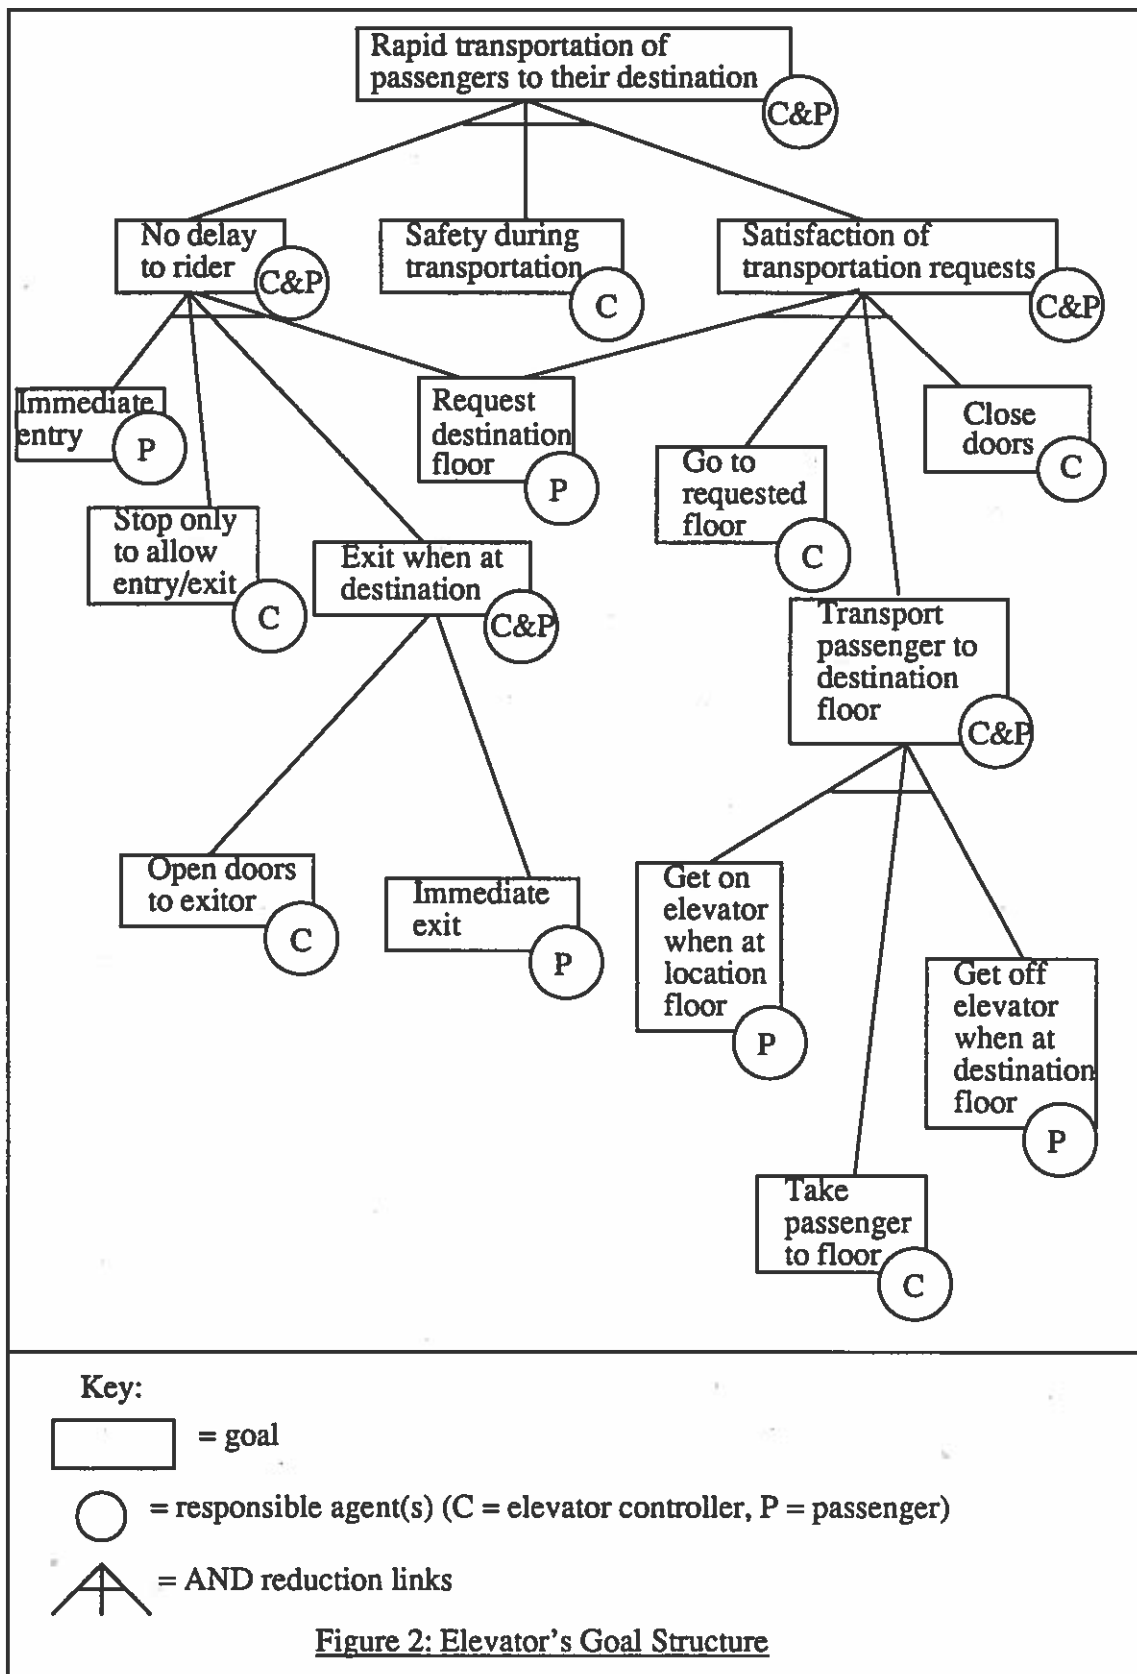 Rapid transportation of
passengers to their destination
C&P
No delay
to rider
C&P
Safety during
transportation
C
Satisfaction of
transportation requests
C&P
Immediate
entry
P
Request
destination
floor
P
Close
doors
C
Go to
requested
floor
C
Stop only
to allow
entry/exit
C
Exit when at
destination
C&P
Transport
passenger to
destination
floor
C&P
Open doors
to exitor
C
Immediate
exit
P
Get on
elevator
when at
location
floor
P
Get off
elevator
when at
destination
floor
P
Take
passenger
to floor
C
Key:
= goal
= responsible agent(s) (C = elevator controller, P = passenger)
= AND reduction links
Figure 2: Elevator's Goal Structure